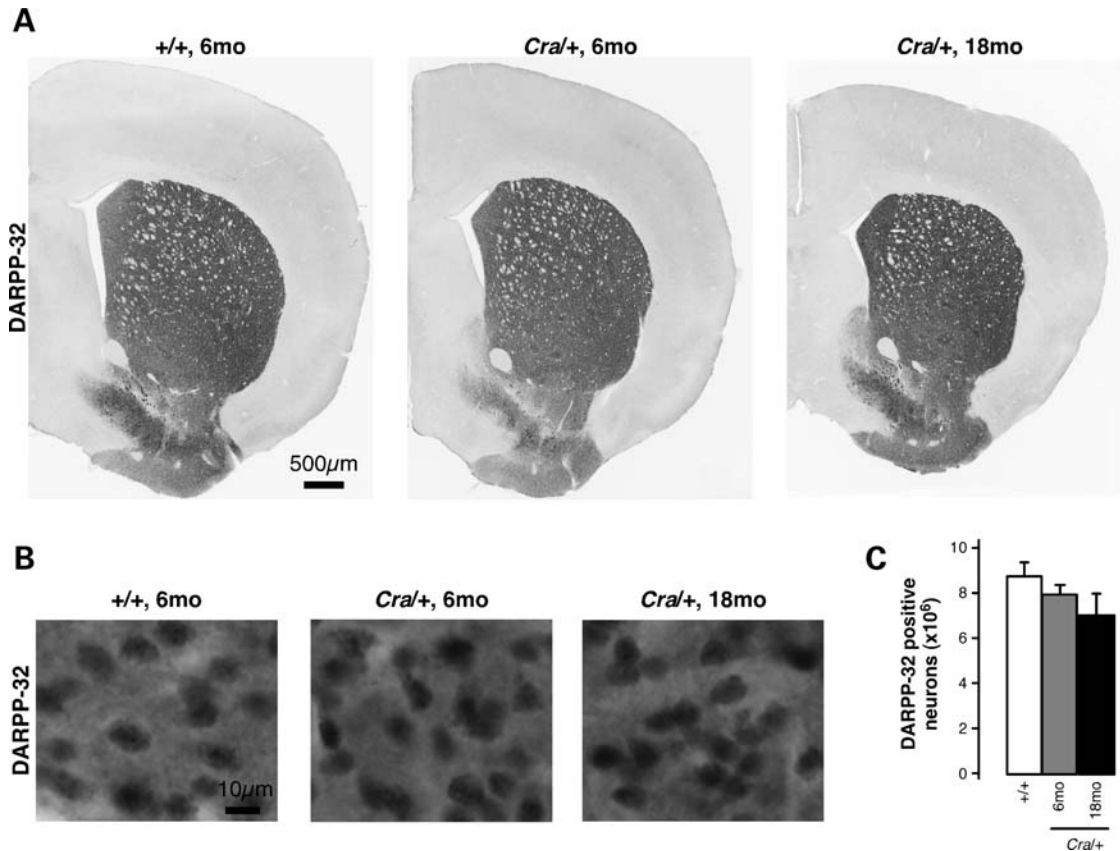 A
+/+, 6mo
Cra/+, 6mo
Cra/+, 18mo
DARPP-32
500µm
B
+/+, 6mo
Cra/+, 6mo
Cra/+, 18mo
DARPP-32
10µm
C
DARPP-32 positive
neurons (x10⁶)
10
8
6
4
2
0
+/+
6mo
18mo
Cra/+